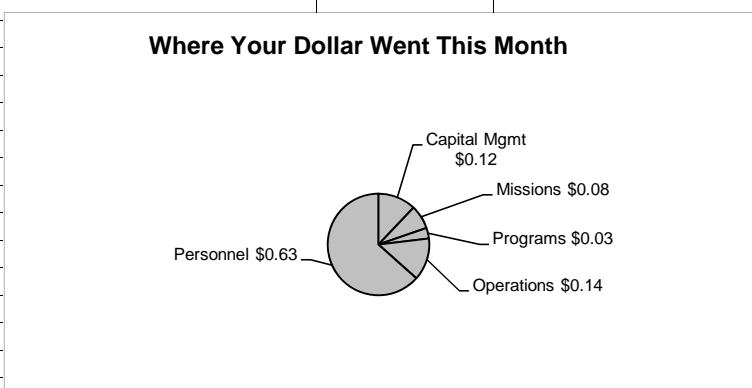 Where Your Dollar Went This Month
Capital Mgmt
$0.12
Missions $0.08
Programs $0.03
Personnel $0.63
Operations $0.14